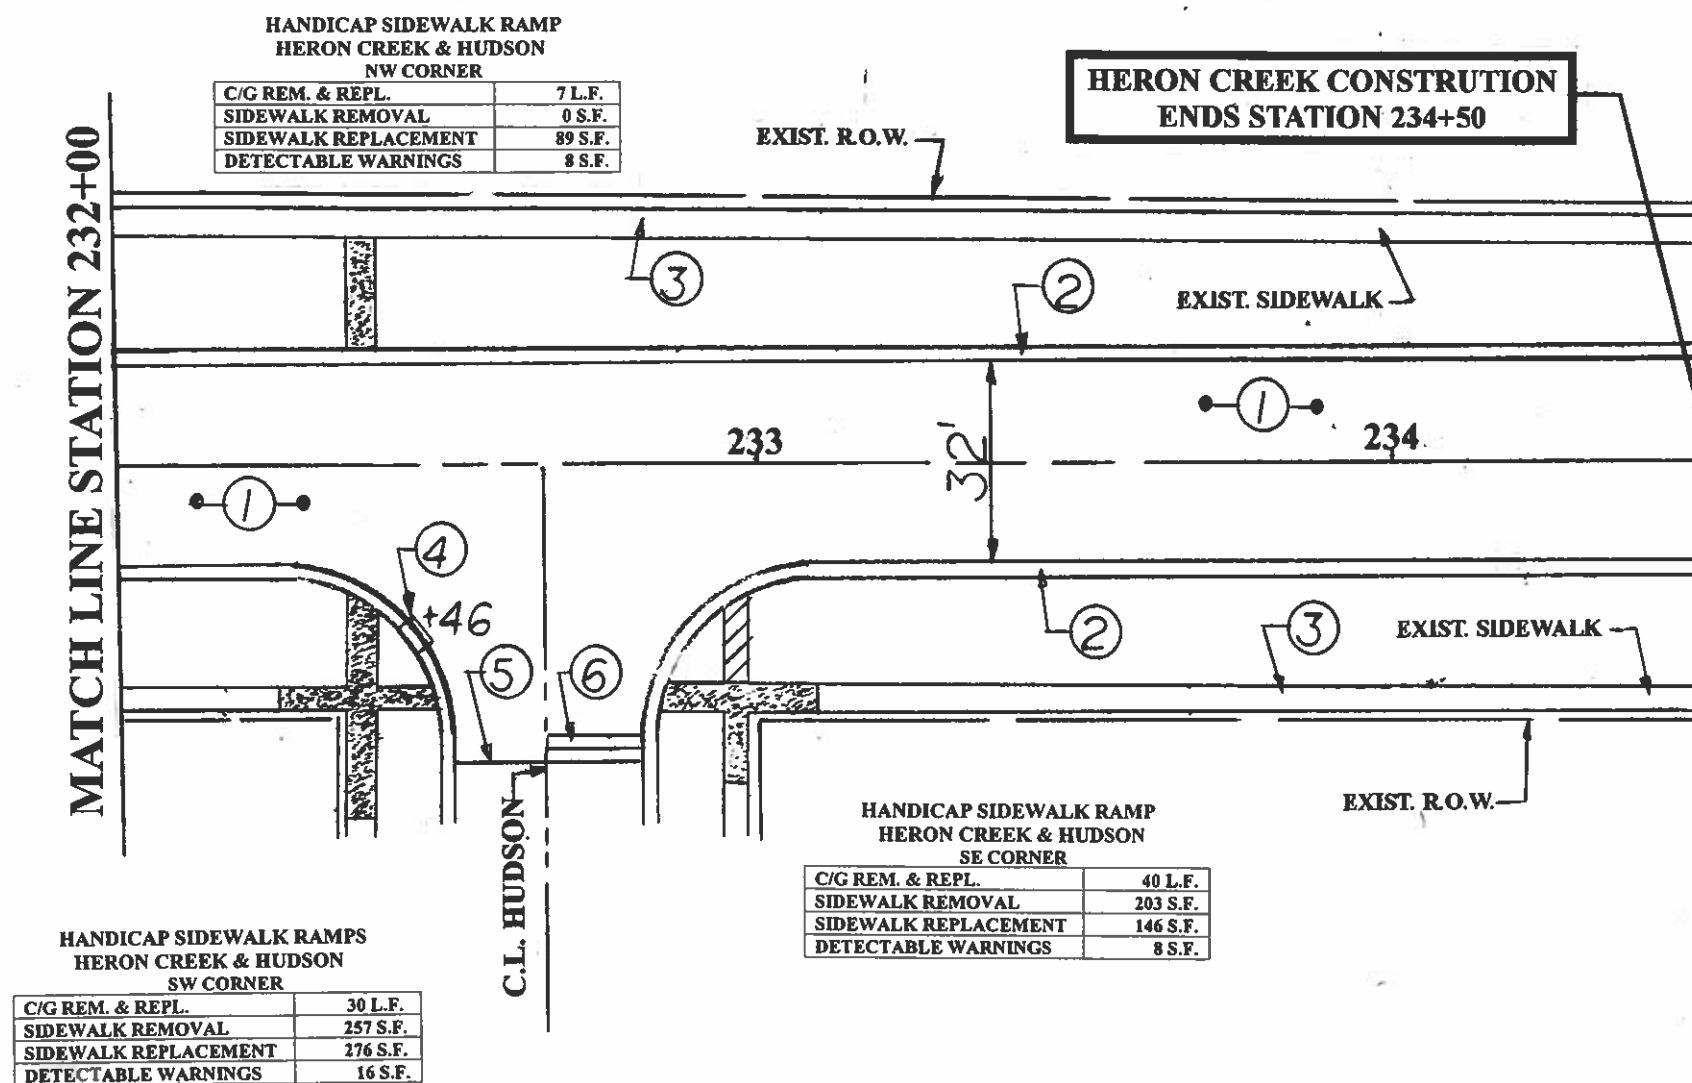 HANDICAP SIDEWALK RAMP
HERON CREEK & HUDSON
NW CORNER
C/G REM. & REPL. 7 L.F.
SIDEWALK REMOVAL 0 S.F.
SIDEWALK REPLACEMENT 89 S.F.
DETECTABLE WARNINGS 8 S.F.
HERON CREEK CONSTRUTION
ENDS STATION 234+50
EXIST. R.O.W.
MATCH LINE STATION 232+00
3
2
EXIST. SIDEWALK
1
233
234
32'
1
4
+46
5
6
2
3
EXIST. SIDEWALK
EXIST. R.O.W.
C.L. HUDSON
HANDICAP SIDEWALK RAMP
HERON CREEK & HUDSON
SE CORNER
C/G REM. & REPL. 40 L.F.
SIDEWALK REMOVAL 203 S.F.
SIDEWALK REPLACEMENT 146 S.F.
DETECTABLE WARNINGS 8 S.F.
HANDICAP SIDEWALK RAMPS
HERON CREEK & HUDSON
SW CORNER
C/G REM. & REPL. 30 L.F.
SIDEWALK REMOVAL 257 S.F.
SIDEWALK REPLACEMENT 276 S.F.
DETECTABLE WARNINGS 16 S.F.